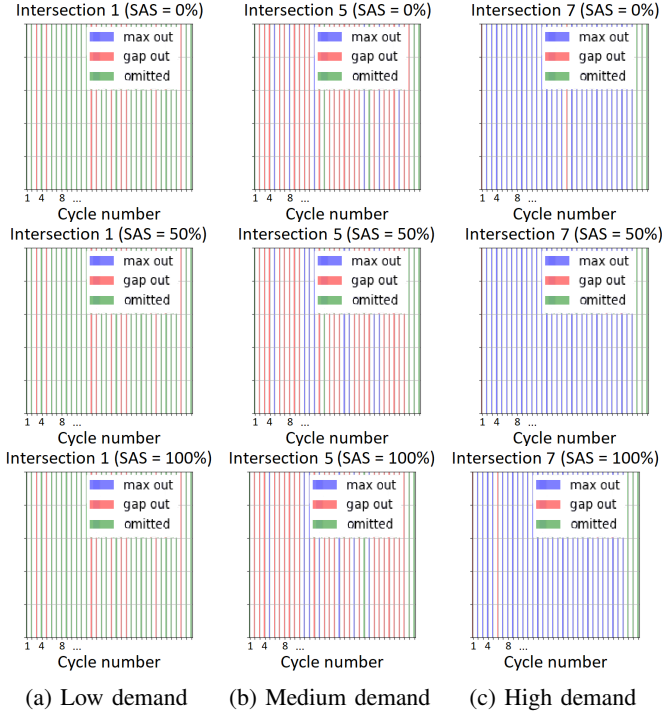 Intersection 1 (SAS = 0%)
max out
gap out
omitted
1 4 8 ...
Cycle number
Intersection 5 (SAS = 0%)
max out
gap out
omitted
1 4 8 ...
Cycle number
Intersection 7 (SAS = 0%)
max out
gap out
omitted
1 4 8 ...
Cycle number
Intersection 1 (SAS = 50%)
max out
gap out
omitted
1 4 8 ...
Cycle number
Intersection 5 (SAS = 50%)
max out
gap out
omitted
1 4 8 ...
Cycle number
Intersection 7 (SAS = 50%)
max out
gap out
omitted
1 4 8 ...
Cycle number
Intersection 1 (SAS = 100%)
max out
gap out
omitted
1 4 8 ...
Cycle number
Intersection 5 (SAS = 100%)
max out
gap out
omitted
1 4 8 ...
Cycle number
Intersection 7 (SAS = 100%)
max out
gap out
omitted
1 4 8 ...
Cycle number
(a) Low demand
(b) Medium demand
(c) High demand